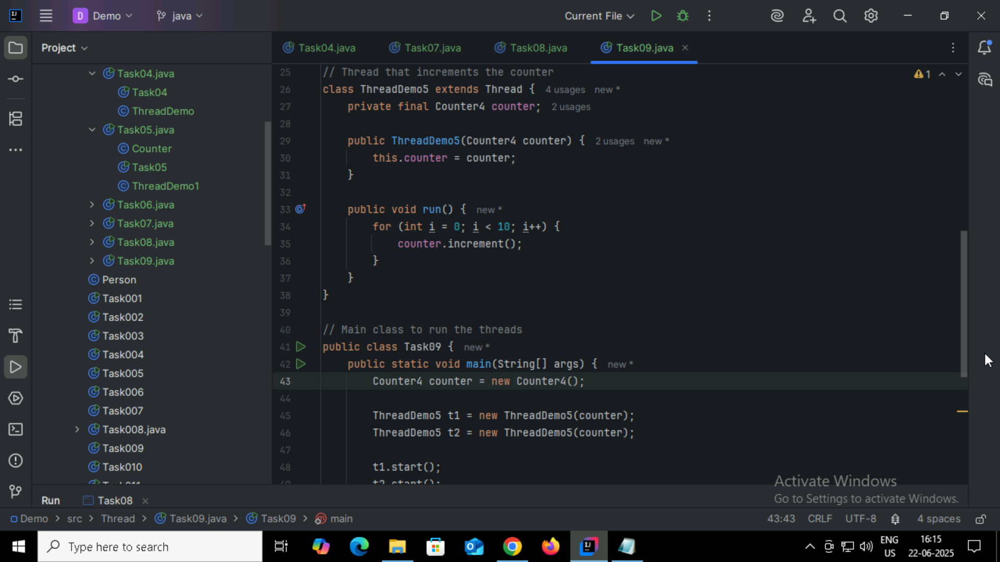 D Demo
java
Current File
Project
Task04.java
Task07.java
Task08.java
Task09.java
Task04.java
Task04
ThreadDemo
Task05.java
Counter
Task05
ThreadDemo1
Task06.java
Task07.java
Task08.java
Task09.java
Person
Task001
Task002
Task003
Task004
Task005
Task006
Task007
Task008.java
Task009
Task010
1
25 // Thread that increments the counter
26 class ThreadDemo5 extends Thread { 4 usages new *
27 private final Counter4 counter; 2 usages
28
29 public ThreadDemo5(Counter4 counter) { 2 usages new *
30 this.counter = counter;
31 }
32
33 public void run() { new *
34 for (int i = 0; i < 10; i++) {
35 counter.increment();
36 }
37 }
38 }
39
40 // Main class to run the threads
41 public class Task09 { new *
42 public static void main(String[] args) { new *
43 Counter4 counter = new Counter4();
44
45 ThreadDemo5 t1 = new ThreadDemo5(counter);
46 ThreadDemo5 t2 = new ThreadDemo5(counter);
47
48 t1.start();
Activate Windows
Go to Settings to activate Windows.
Run
Task08
Demo > src > Thread > Task09.java > Task09 > main
43:43 CRLF UTF-8 4 spaces
Type here to search
ENG
US
16:15
22-06-2025